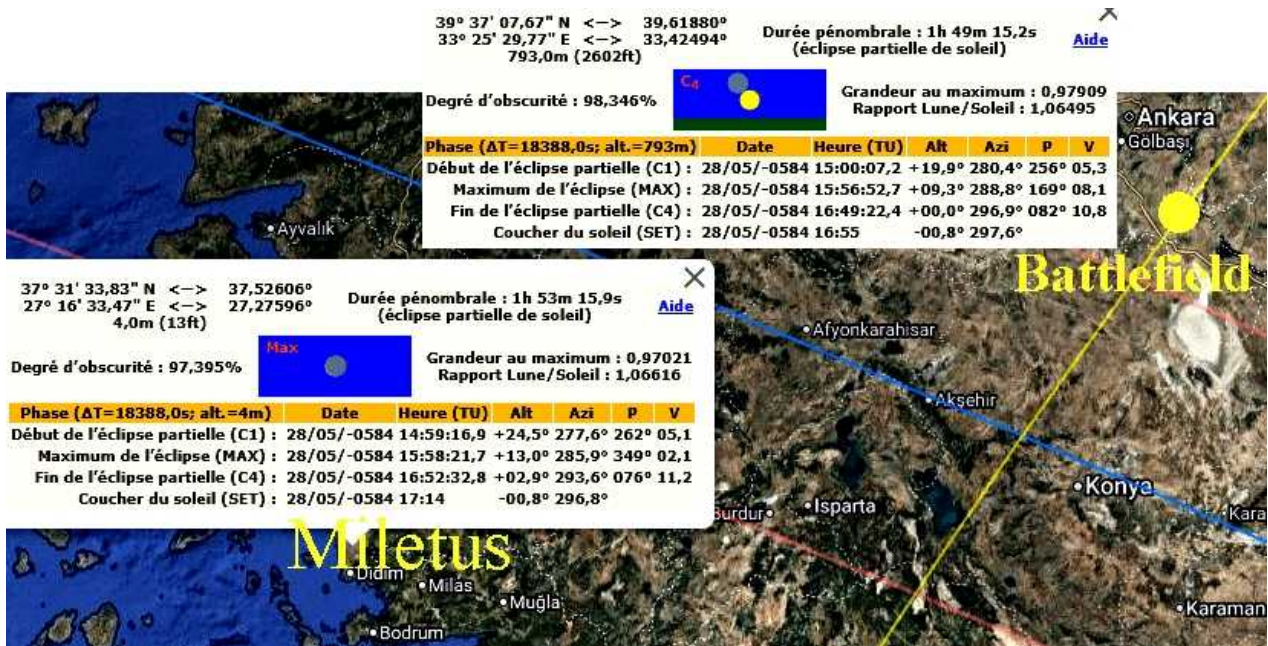 39° 37' 07,67" N <—> 39,61880°
33° 25' 29,77" E <—> 33,42494°
793,0m (2602ft)
Durée pénombrale : 1h 49m 15,2s
(éclipse partielle de soleil)
Aide
Degré d'obscurité : 98,346%
C4
Grandeur au maximum : 0,97909
Rapport Lune/Soleil : 1,06495
Phase (ΔT=18388,0s; alt.=793m) Date Heure (TU) Alt Azi P V
Début de l'éclipse partielle (C1) : 28/05/-0584 15:00:07,2 +19,9° 280,4° 256° 05,3
Maximum de l'éclipse (MAX) : 28/05/-0584 15:56:52,7 +09,3° 288,8° 169° 08,1
Fin de l'éclipse partielle (C4) : 28/05/-0584 16:49:22,4 +00,0° 296,9° 082° 10,8
Coucher du soleil (SET) : 28/05/-0584 16:55 -00,8° 297,6°
Ankara
Gölbaşı
Ayvalık
Battlefield
37° 31' 33,83" N <—> 37,52606°
27° 16' 33,47" E <—> 27,27596°
4,0m (13ft)
Durée pénombrale : 1h 53m 15,9s
(éclipse partielle de soleil)
Aide
Degré d'obscurité : 97,395%
Max
Grandeur au maximum : 0,97021
Rapport Lune/Soleil : 1,06616
Phase (ΔT=18388,0s; alt.=4m) Date Heure (TU) Alt Azi P V
Début de l'éclipse partielle (C1) : 28/05/-0584 14:59:16,9 +24,5° 277,6° 262° 05,1
Maximum de l'éclipse (MAX) : 28/05/-0584 15:58:21,7 +13,0° 285,9° 349° 02,1
Fin de l'éclipse partielle (C4) : 28/05/-0584 16:52:32,8 +02,9° 293,6° 076° 11,2
Coucher du soleil (SET) : 28/05/-0584 17:14 -00,8° 296,8°
Afyonkarahisar
Akşehir
Konya
Burdur
Isparta
Kara
Miletus
Didim
Milas
Muğla
Bodrum
Karaman